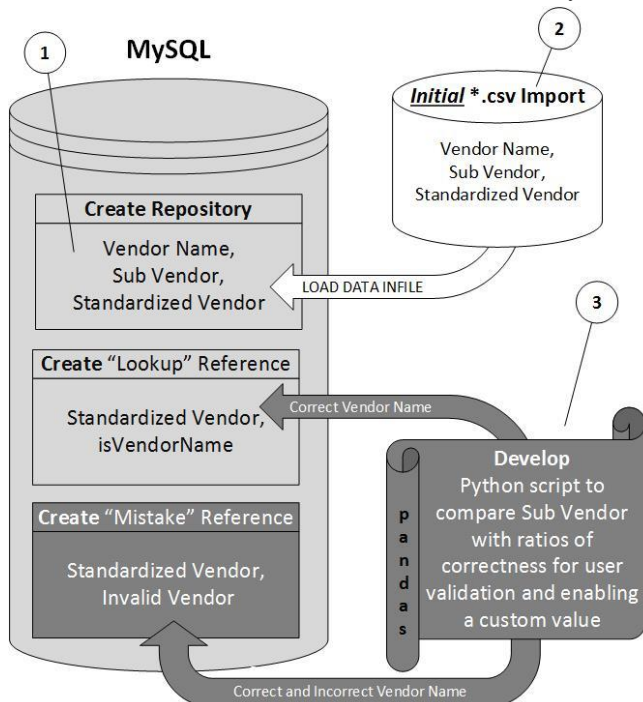 MySQL
1
Create Repository
Vendor Name,
Sub Vendor,
Standardized Vendor
2
Initial *.csv Import
Vendor Name,
Sub Vendor,
Standardized Vendor
LOAD DATA INFILE
Create “Lookup” Reference
Standardized Vendor,
isVendorName
Correct Vendor Name
3
pandas
Develop
Python script to
compare Sub Vendor
with ratios of
correctness for user
validation and enabling
a custom value
Create “Mistake” Reference
Standardized Vendor,
Invalid Vendor
Correct and Incorrect Vendor Name